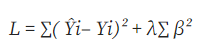 L = ∑( Ŷi– Yi)² + λ∑ β²